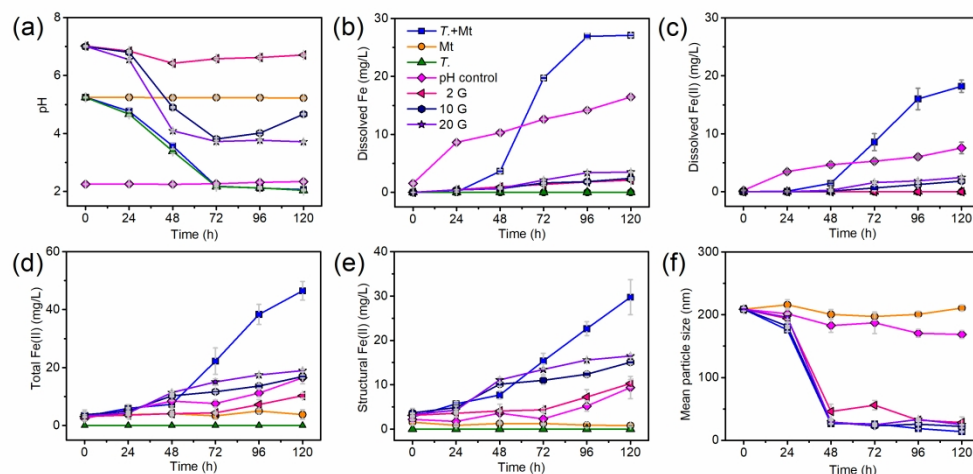 (a)
pH
8
6
4
2
0 24 48 72 96 120
Time (h)
(b)
Dissolved Fe (mg/L)
30
20
10
0
T.+Mt
Mt
T.
pH control
2 G
10 G
20 G
0 24 48 72 96 120
Time (h)
(c)
Dissolved Fe(II) (mg/L)
30
20
10
0
0 24 48 72 96 120
Time (h)
(d)
Total Fe(II) (mg/L)
60
40
20
0
0 24 48 72 96 120
Time (h)
(e)
Structural Fe(II) (mg/L)
40
30
20
10
0
0 24 48 72 96 120
Time (h)
(f)
Mean particle size (nm)
300
200
100
0
0 24 48 72 96 120
Time (h)